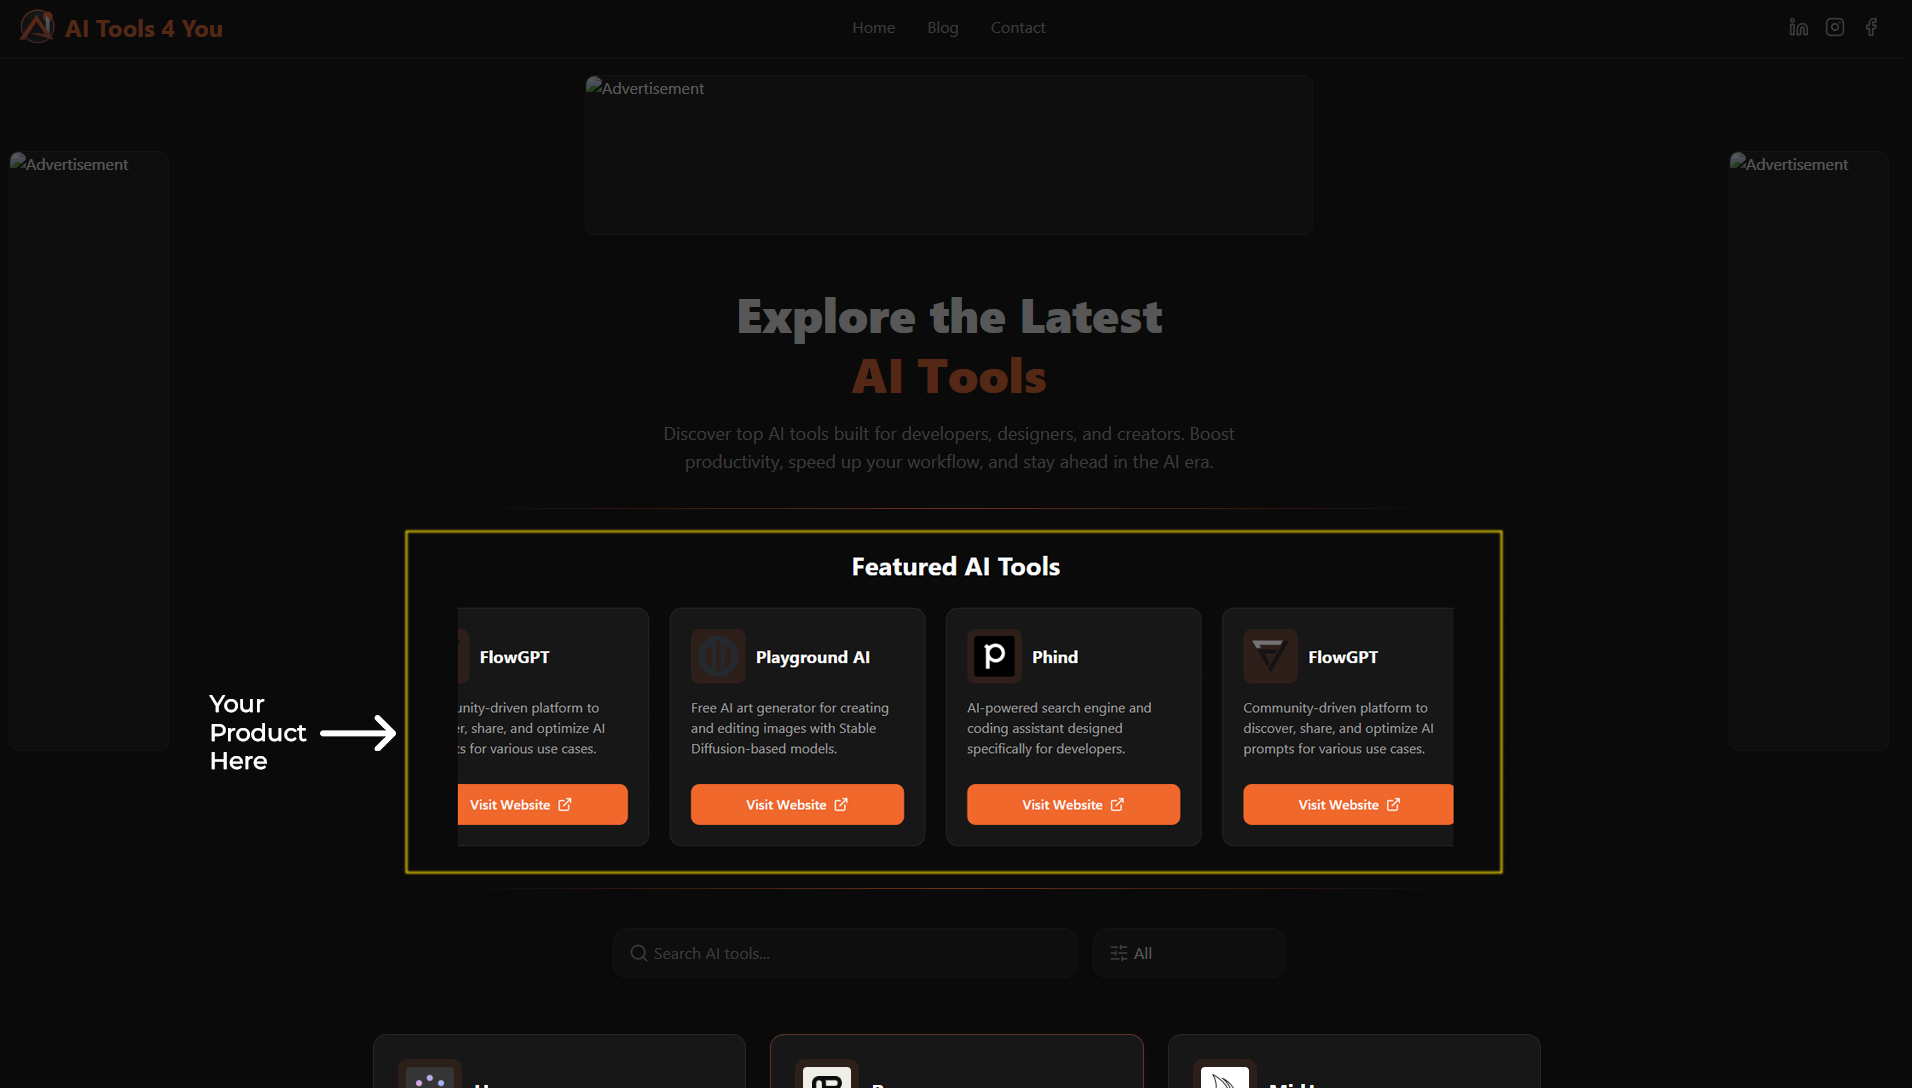 AI Tools 4 You
Home
Blog
Contact
Advertisement
Advertisement
Advertisement
Explore the Latest
AI Tools
Discover top AI tools built for developers, designers, and creators. Boost
productivity, speed up your workflow, and stay ahead in the AI era.
Featured AI Tools
FlowGPT
unity-driven platform to
er, share, and optimize AI
ts for various use cases.
Visit Website
Playground AI
Free AI art generator for creating
and editing images with Stable
Diffusion-based models.
Visit Website
Phind
AI-powered search engine and
coding assistant designed
specifically for developers.
Visit Website
FlowGPT
Community-driven platform to
discover, share, and optimize AI
prompts for various use cases.
Visit Website
Your
Product
Here
Search AI tools...
All